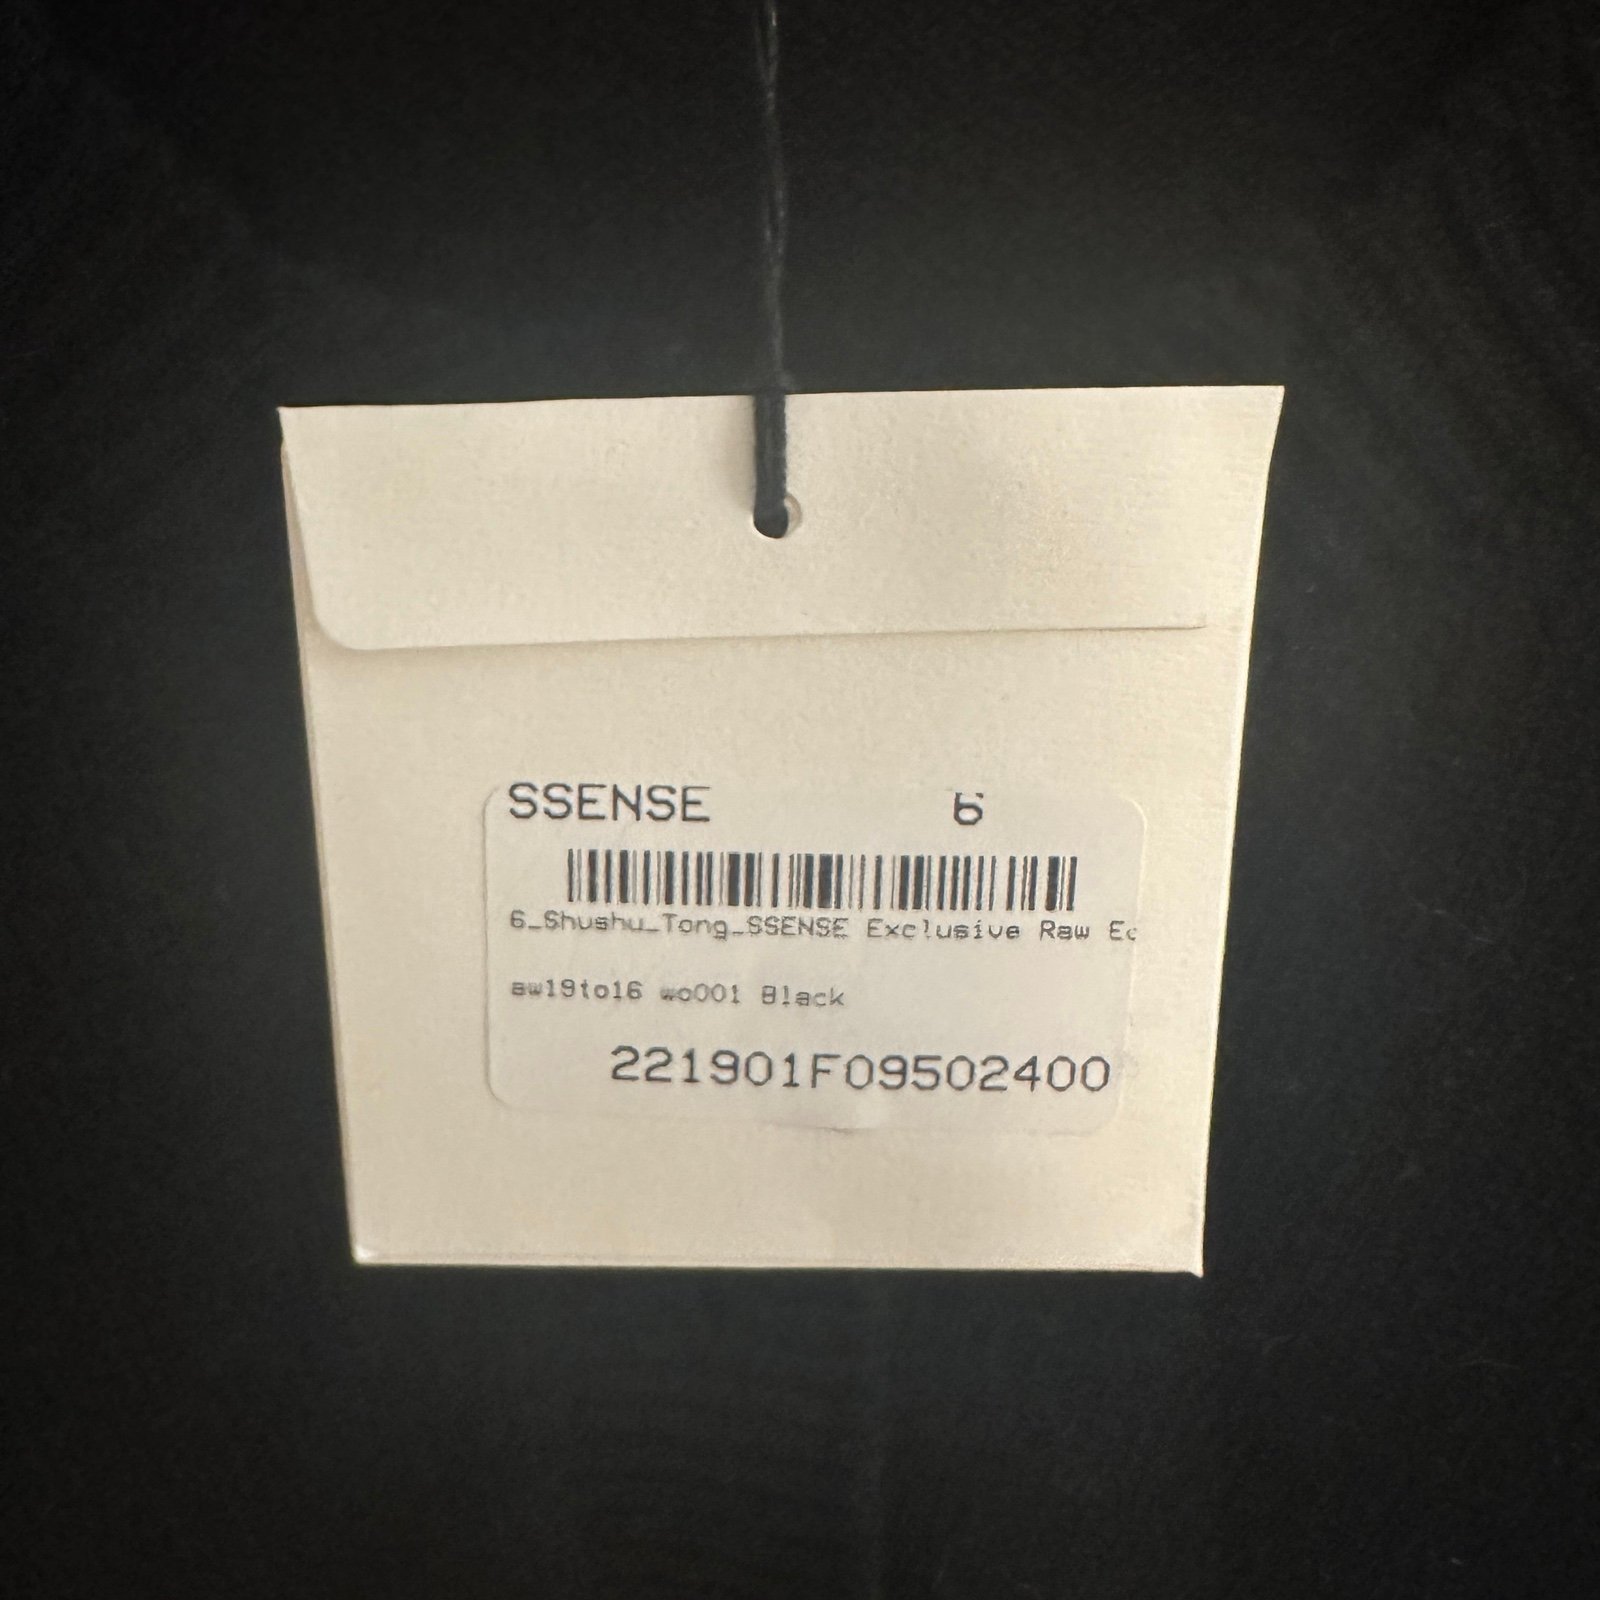 SSENSE 6
6_Shushu_Tong_SSENSE Exclusive Raw
aw19to16 wo001 Black
221901F09502400